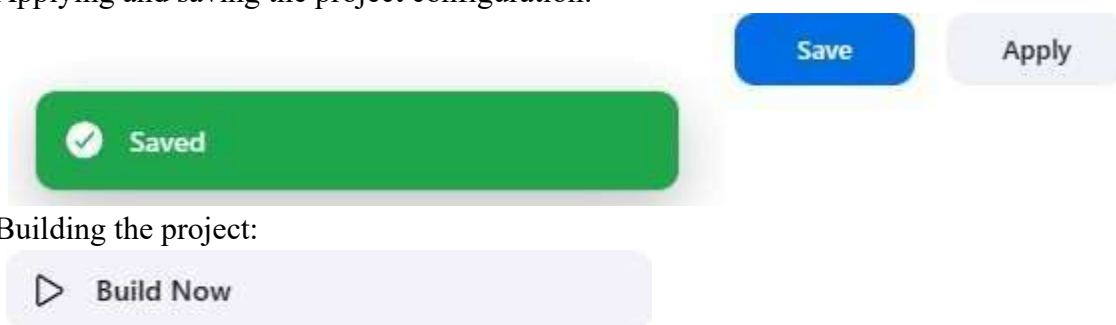 Applying and saving the project configuration:
Save Apply
Saved
Building the project:
Build Now